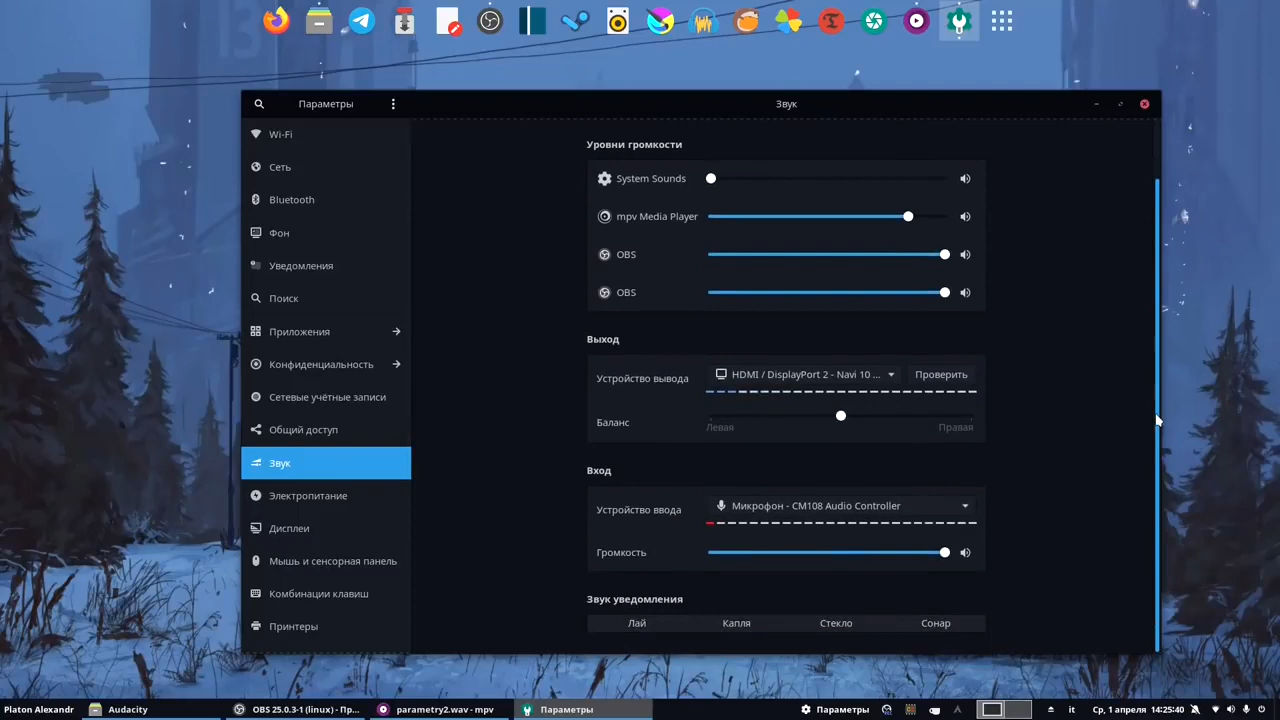 Параметры
Звук
Wi-Fi
Сеть
Bluetooth
Фон
Уведомления
Поиск
Приложения
Конфиденциальность
Сетевые учётные записи
Общий доступ
Звук
Электропитание
Дисплеи
Мышь и сенсорная панель
Комбинации клавиш
Принтеры
Уровни громкости
System Sounds
mpv Media Player
OBS
OBS
Выход
Устройство вывода
HDMI / DisplayPort 2 - Navi 10 ...
Проверить
Баланс
Левая
Правая
Вход
Устройство ввода
Микрофон - CM108 Audio Controller
Громкость
Звук уведомления
Лай
Капля
Стекло
Сонар
Platon Alexandr
Audacity
OBS 25.0.3-1 (linux) - Пр...
parametry2.wav - mpv
Параметры
Параметры
it
Ср, 1 апреля
14:25:40